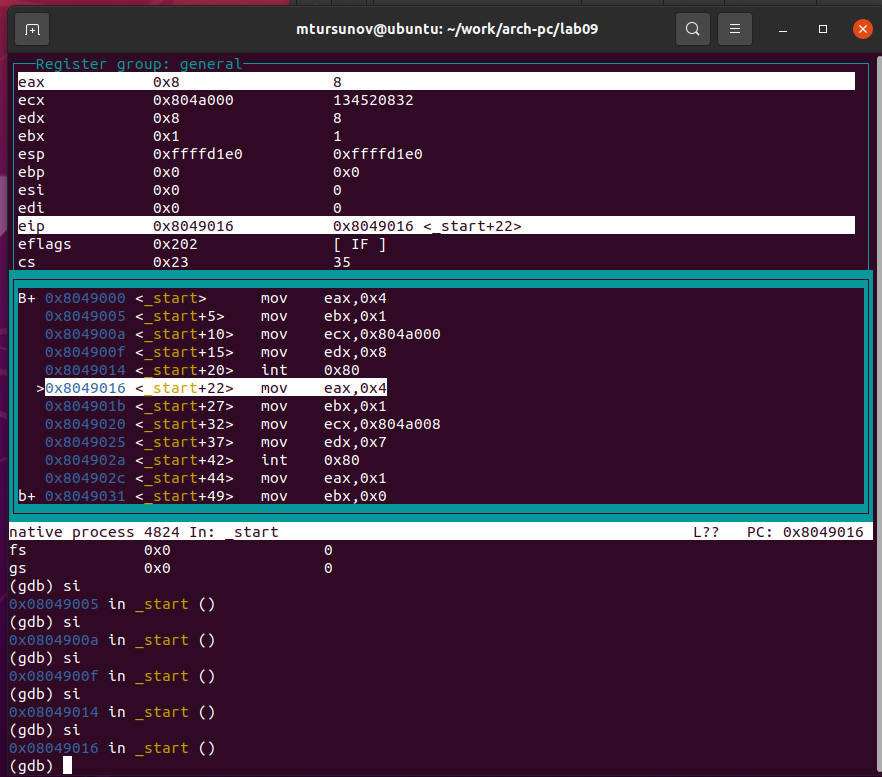 mtursunov@ubuntu: ~/work/arch-pc/lab09
Register group: general
eax 0x8 8
ecx 0x804a000 134520832
edx 0x8 8
ebx 0x1 1
esp 0xffffd1e0 0xffffd1e0
ebp 0x0 0x0
esi 0x0 0
edi 0x0 0
eip 0x8049016 0x8049016 <_start+22>
eflags 0x202 [ IF ]
cs 0x23 35
B+ 0x8049000 <_start> mov eax,0x4
0x8049005 <_start+5> mov ebx,0x1
0x804900a <_start+10> mov ecx,0x804a000
0x804900f <_start+15> mov edx,0x8
0x8049014 <_start+20> int 0x80
>0x8049016 <_start+22> mov eax,0x4
0x804901b <_start+27> mov ebx,0x1
0x8049020 <_start+32> mov ecx,0x804a008
0x8049025 <_start+37> mov edx,0x7
0x804902a <_start+42> int 0x80
0x804902c <_start+44> mov eax,0x1
b+ 0x8049031 <_start+49> mov ebx,0x0
native process 4824 In: _start L?? PC: 0x8049016
fs 0x0 0
gs 0x0 0
(gdb) si
0x08049005 in _start ()
(gdb) si
0x0804900a in _start ()
(gdb) si
0x0804900f in _start ()
(gdb) si
0x08049014 in _start ()
(gdb) si
0x08049016 in _start ()
(gdb)